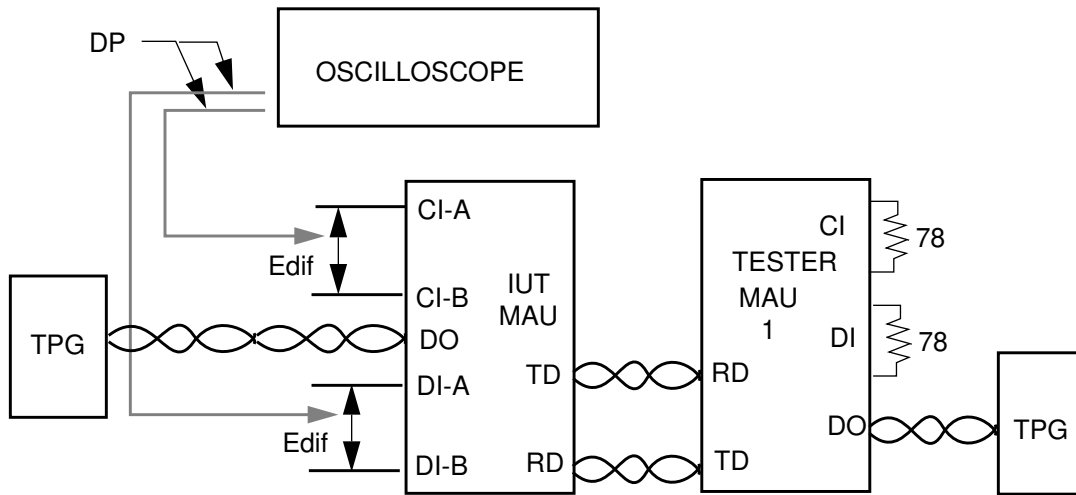 DP
OSCILLOSCOPE
CI-A
Edif
CI-B
IUT
MAU
TPG
DO
DI-A
TD
Edif
DI-B
RD
CI
78
TESTER
MAU
1
DI
78
RD
DO
TD
TPG